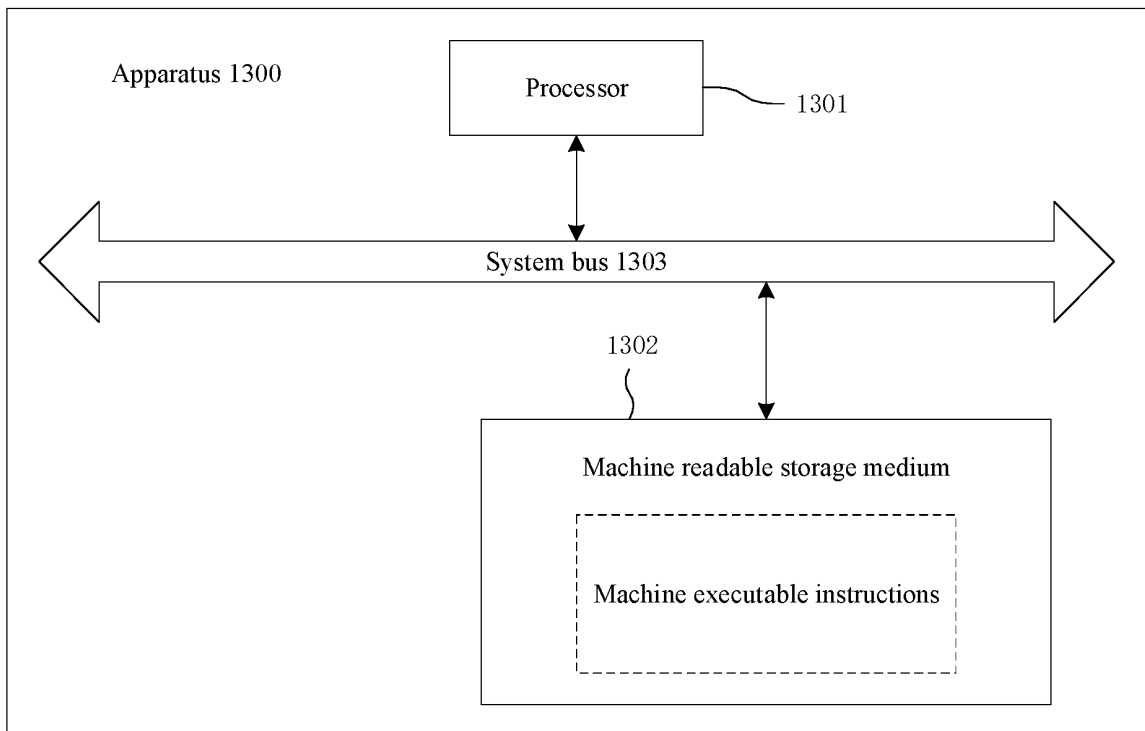 Apparatus 1300
Processor
1301
System bus 1303
1302
Machine readable storage medium
Machine executable instructions